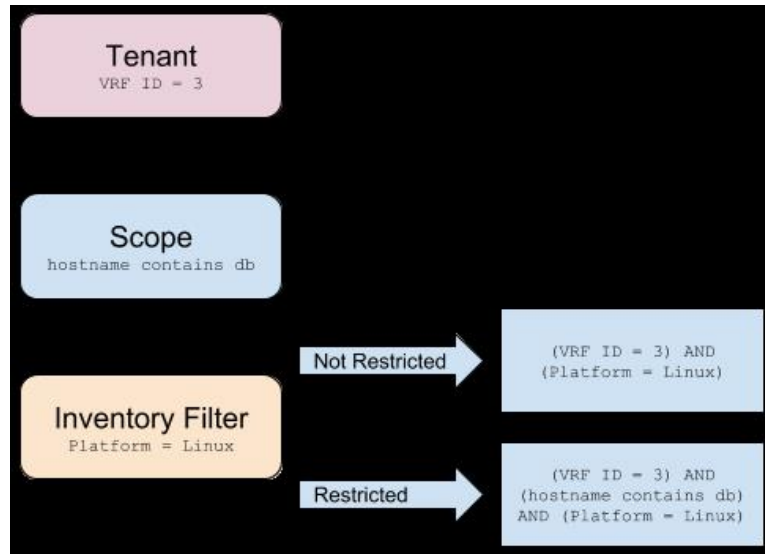 Tenant
VRF ID = 3
Scope
hostname contains db
Not Restricted
(VRF ID = 3) AND
(Platform = Linux)
Inventory Filter
Platform = Linux
Restricted
(VRF ID = 3) AND
(hostname contains db)
AND (Platform = Linux)